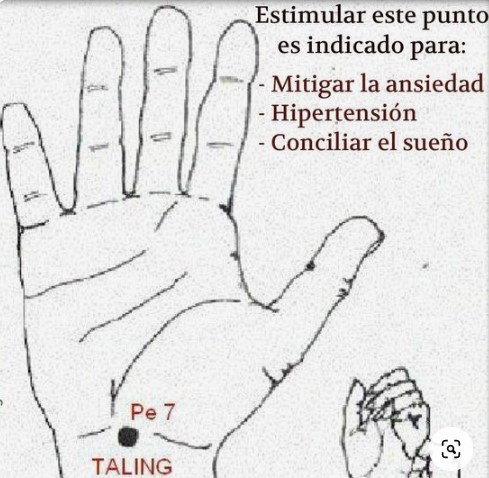 Estimular este punto
es indicado para:
- Mitigar la ansiedad
- Hipertensión
- Conciliar el sueño
Pe 7
TALING